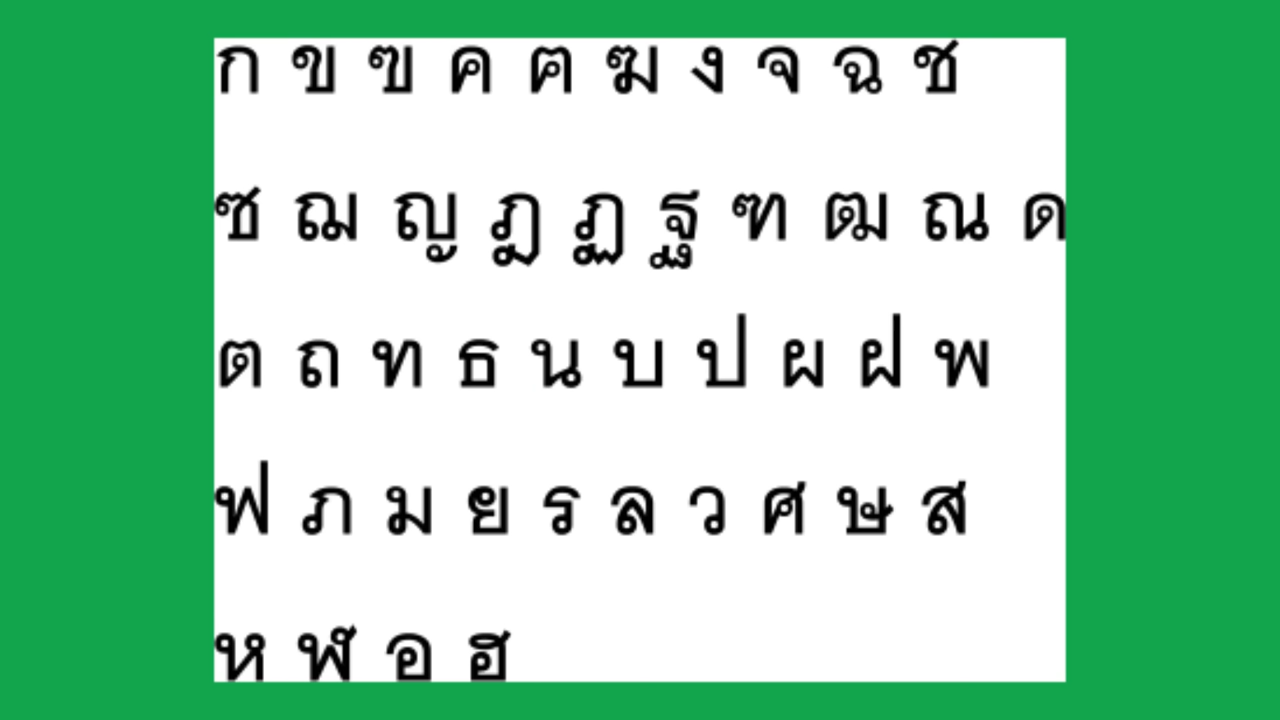 ก ข ฃ ค ฅ ฆ ง จ ฉ ช
ซ ฌ ญ ฎ ฏ ฐ ฑ ฒ ณ ด
ต ถ ท ธ น บ ป ผ ฝ พ
ฟ ภ ม ย ร ล ว ศ ษ ส
ห ฬ อ ฮ